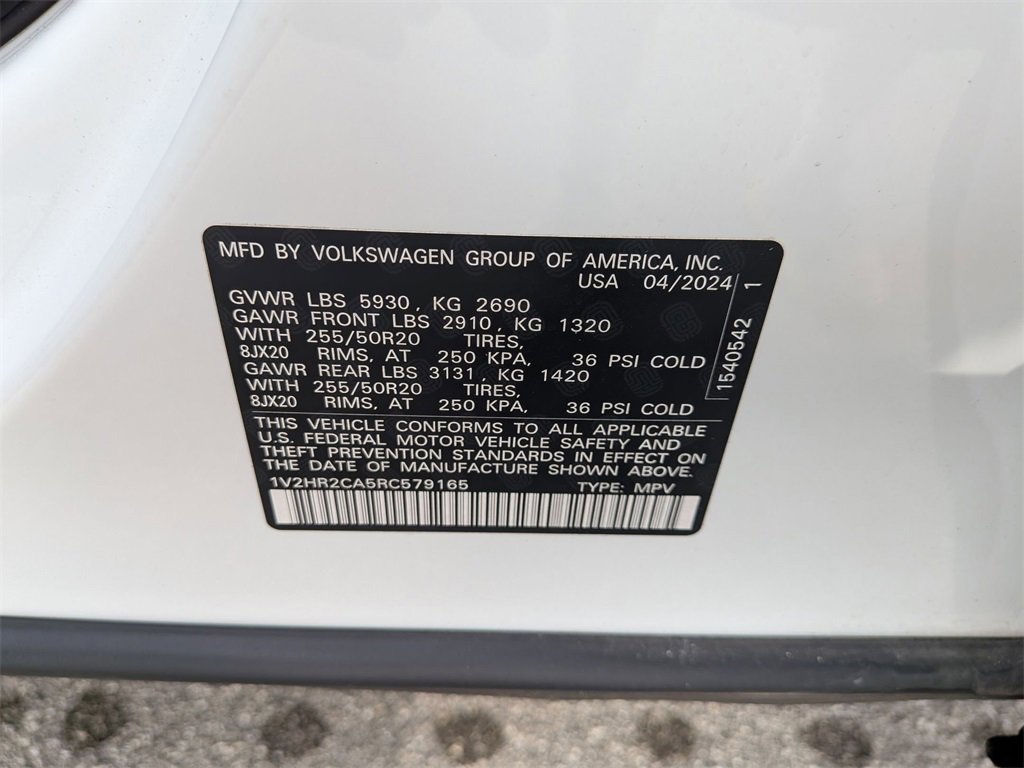 MFD BY VOLKSWAGEN GROUP OF AMERICA, INC.
USA 04/2024
GVWR LBS 5930, KG 2690
GAWR FRONT LBS 2910, KG 1320
WITH 255/50R20 TIRES,
8JX20 RIMS, AT 250 KPA, 36 PSI COLD
GAWR REAR LBS 3131, KG 1420
WITH 255/50R20 TIRES,
8JX20 RIMS, AT 250 KPA, 36 PSI COLD
THIS VEHICLE CONFORMS TO ALL APPLICABLE
U.S. FEDERAL MOTOR VEHICLE SAFETY AND
THEFT PREVENTION STANDARDS IN EFFECT ON
THE DATE OF MANUFACTURE SHOWN ABOVE.
1V2HR2CA5RC579165 TYPE: MPV
1540542 1